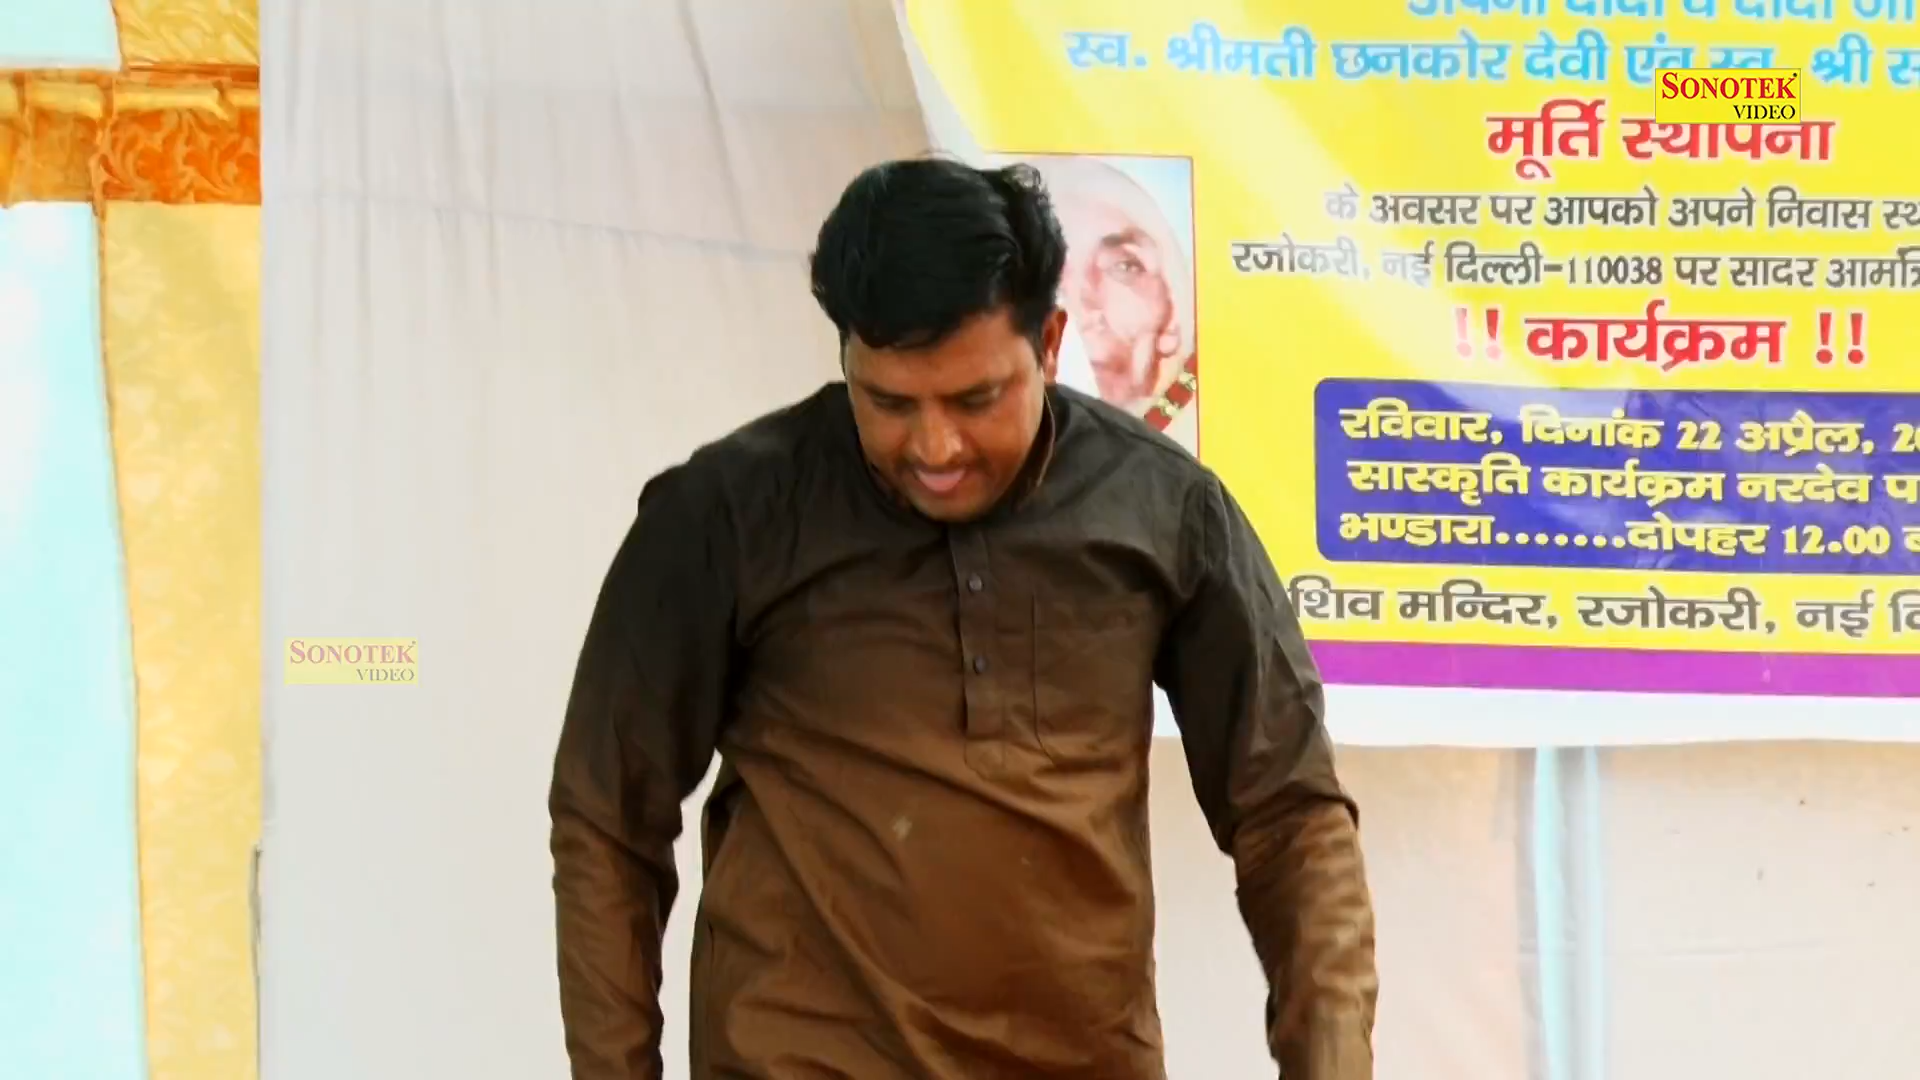 स्व. श्रीमती छनकोर देवी एंव स्व. श्री
SONOTEK
VIDEO
मूर्ति स्थापना
के अवसर पर आपको अपने निवास
रजोकरी, नई दिल्ली-110038 पर सादर
!! कार्यक्रम !!
रविवार, दिनांक 22 अप्रैल,
सास्कृति कार्यक्रम नरदेव
भण्डारा.......दोपहर 12.00
शिव मन्दिर, रजोकरी, नई
SONOTEK
VIDEO